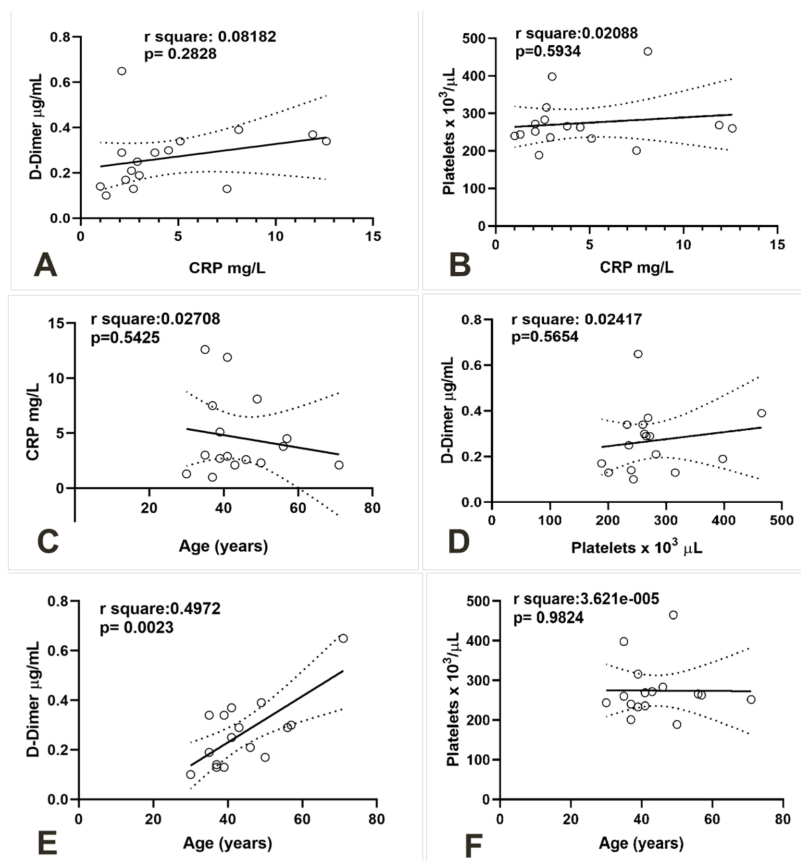 r square: 0.08182
p= 0.2828
D-Dimer μg/mL
0.8
0.6
0.4
0.2
0.0
0
5
10
15
CRP mg/L
A
r square:0.02088
p=0.5934
Platelets x 10³/μL
500
400
300
200
100
0
0
5
10
15
CRP mg/L
B
r square:0.02708
p=0.5425
CRP mg/L
15
10
5
0
20
40
60
80
Age (years)
C
r square: 0.02417
p=0.5654
D-Dimer μg/mL
0.8
0.6
0.4
0.2
0.0
0
100
200
300
400
500
Platelets x 10³ μL
D
r square:0.4972
p= 0.0023
D-Dimer μg/mL
0.8
0.6
0.4
0.2
0.0
0
20
40
60
80
Age (years)
E
r square:3.621e-005
p= 0.9824
Platelets x 10³/μL
500
400
300
200
100
0
0
20
40
60
80
Age (years)
F